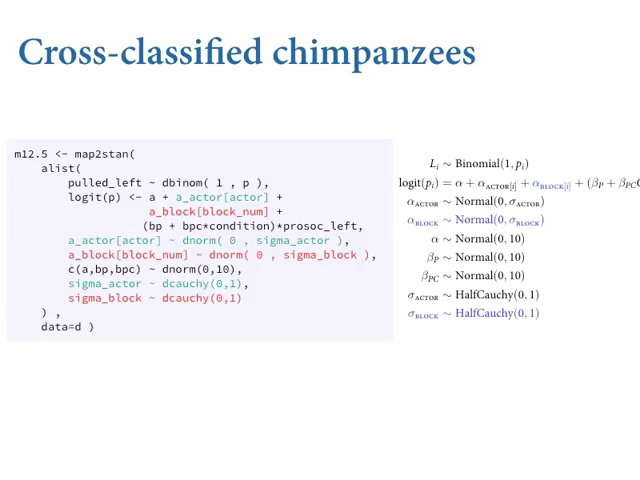 Cross-classified chimpanzees
m12.5 <- map2stan(
alist(
pulled_left ~ dbinom( 1 , p ),
logit(p) <- a + a_actor[actor] +
a_block[block_num] +
(bp + bpc*condition)*prosoc_left,
a_actor[actor] ~ dnorm( 0 , sigma_actor ),
a_block[block_num] ~ dnorm( 0 , sigma_block ),
c(a,bp,bpc) ~ dnorm(0,10),
sigma_actor ~ dcauchy(0,1),
sigma_block ~ dcauchy(0,1)
) ,
data=d )
L_i ∼ Binomial(1, p_i)
logit(p_i) = α + α_ACTOR[i] + α_BLOCK[i] + (β_P + β_PC
α_ACTOR ∼ Normal(0, σ_ACTOR)
α_BLOCK ∼ Normal(0, σ_BLOCK)
α ∼ Normal(0, 10)
β_P ∼ Normal(0, 10)
β_PC ∼ Normal(0, 10)
σ_ACTOR ∼ HalfCauchy(0, 1)
σ_BLOCK ∼ HalfCauchy(0, 1)